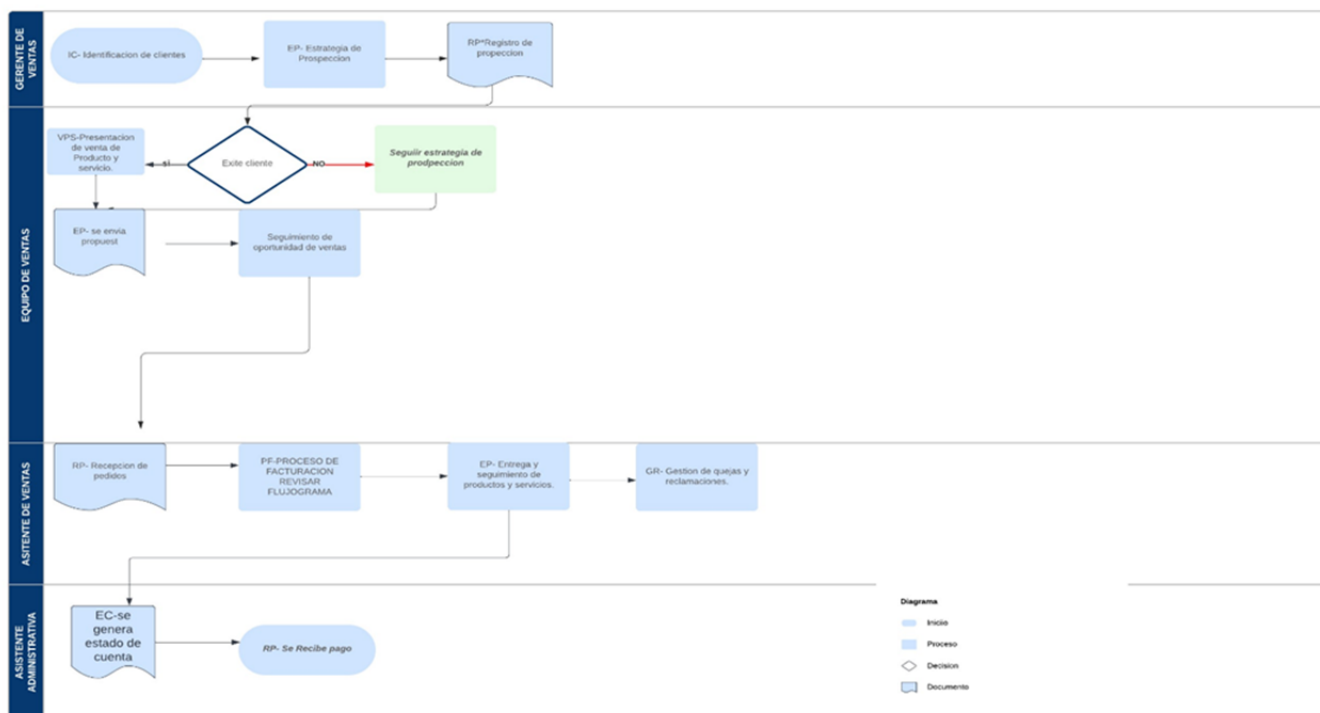 GERENTE DE
VENTAS
IC- Identificacion de clientes
EP- Estrategia de
Prospeccion
RP*Registro de
propeccion
EQUIPO DE VENTAS
VPS-Presentacion
de venta de
Producto y
servicio.
si
Exite cliente
NO
Seguiir estrategia de
prodpeccion
EP- se envia
propuest
Seguimiento de
oportunidad de ventas
ASITENTE DE VENTAS
RP- Recepcion de
pedidos
PF-PROCESO DE
FACTURACION
REVISAR
FLUJOGRAMA
EP- Entrega y
seguimiento de
productos y servicios.
GR- Gestion de quejas y
reclamaciones.
ASISTENTE
ADMINISTRATIVA
EC-se
genera
estado de
cuenta
RP- Se Recibe pago
Diagrama
Inicio
Proceso
Decision
Documento